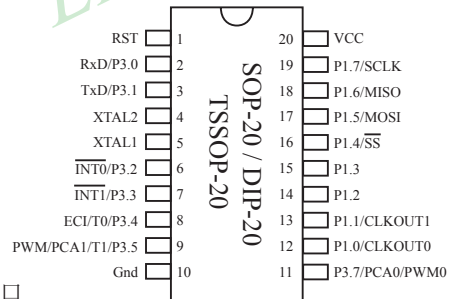 RST 1 20 VCC
RxD/P3.0 2 19 P1.7/SCLK
TxD/P3.1 3 18 P1.6/MISO
XTAL2 4 17 P1.5/MOSI
XTAL1 5 16 P1.4/S̅S̅
I̅N̅T̅0̅/P3.2 6 15 P1.3
I̅N̅T̅1̅/P3.3 7 14 P1.2
ECI/T0/P3.4 8 13 P1.1/CLKOUT1
PWM/PCA1/T1/P3.5 9 12 P1.0/CLKOUT0
Gnd 10 11 P3.7/PCA0/PWM0
SOP-20 / DIP-20
TSSOP-20